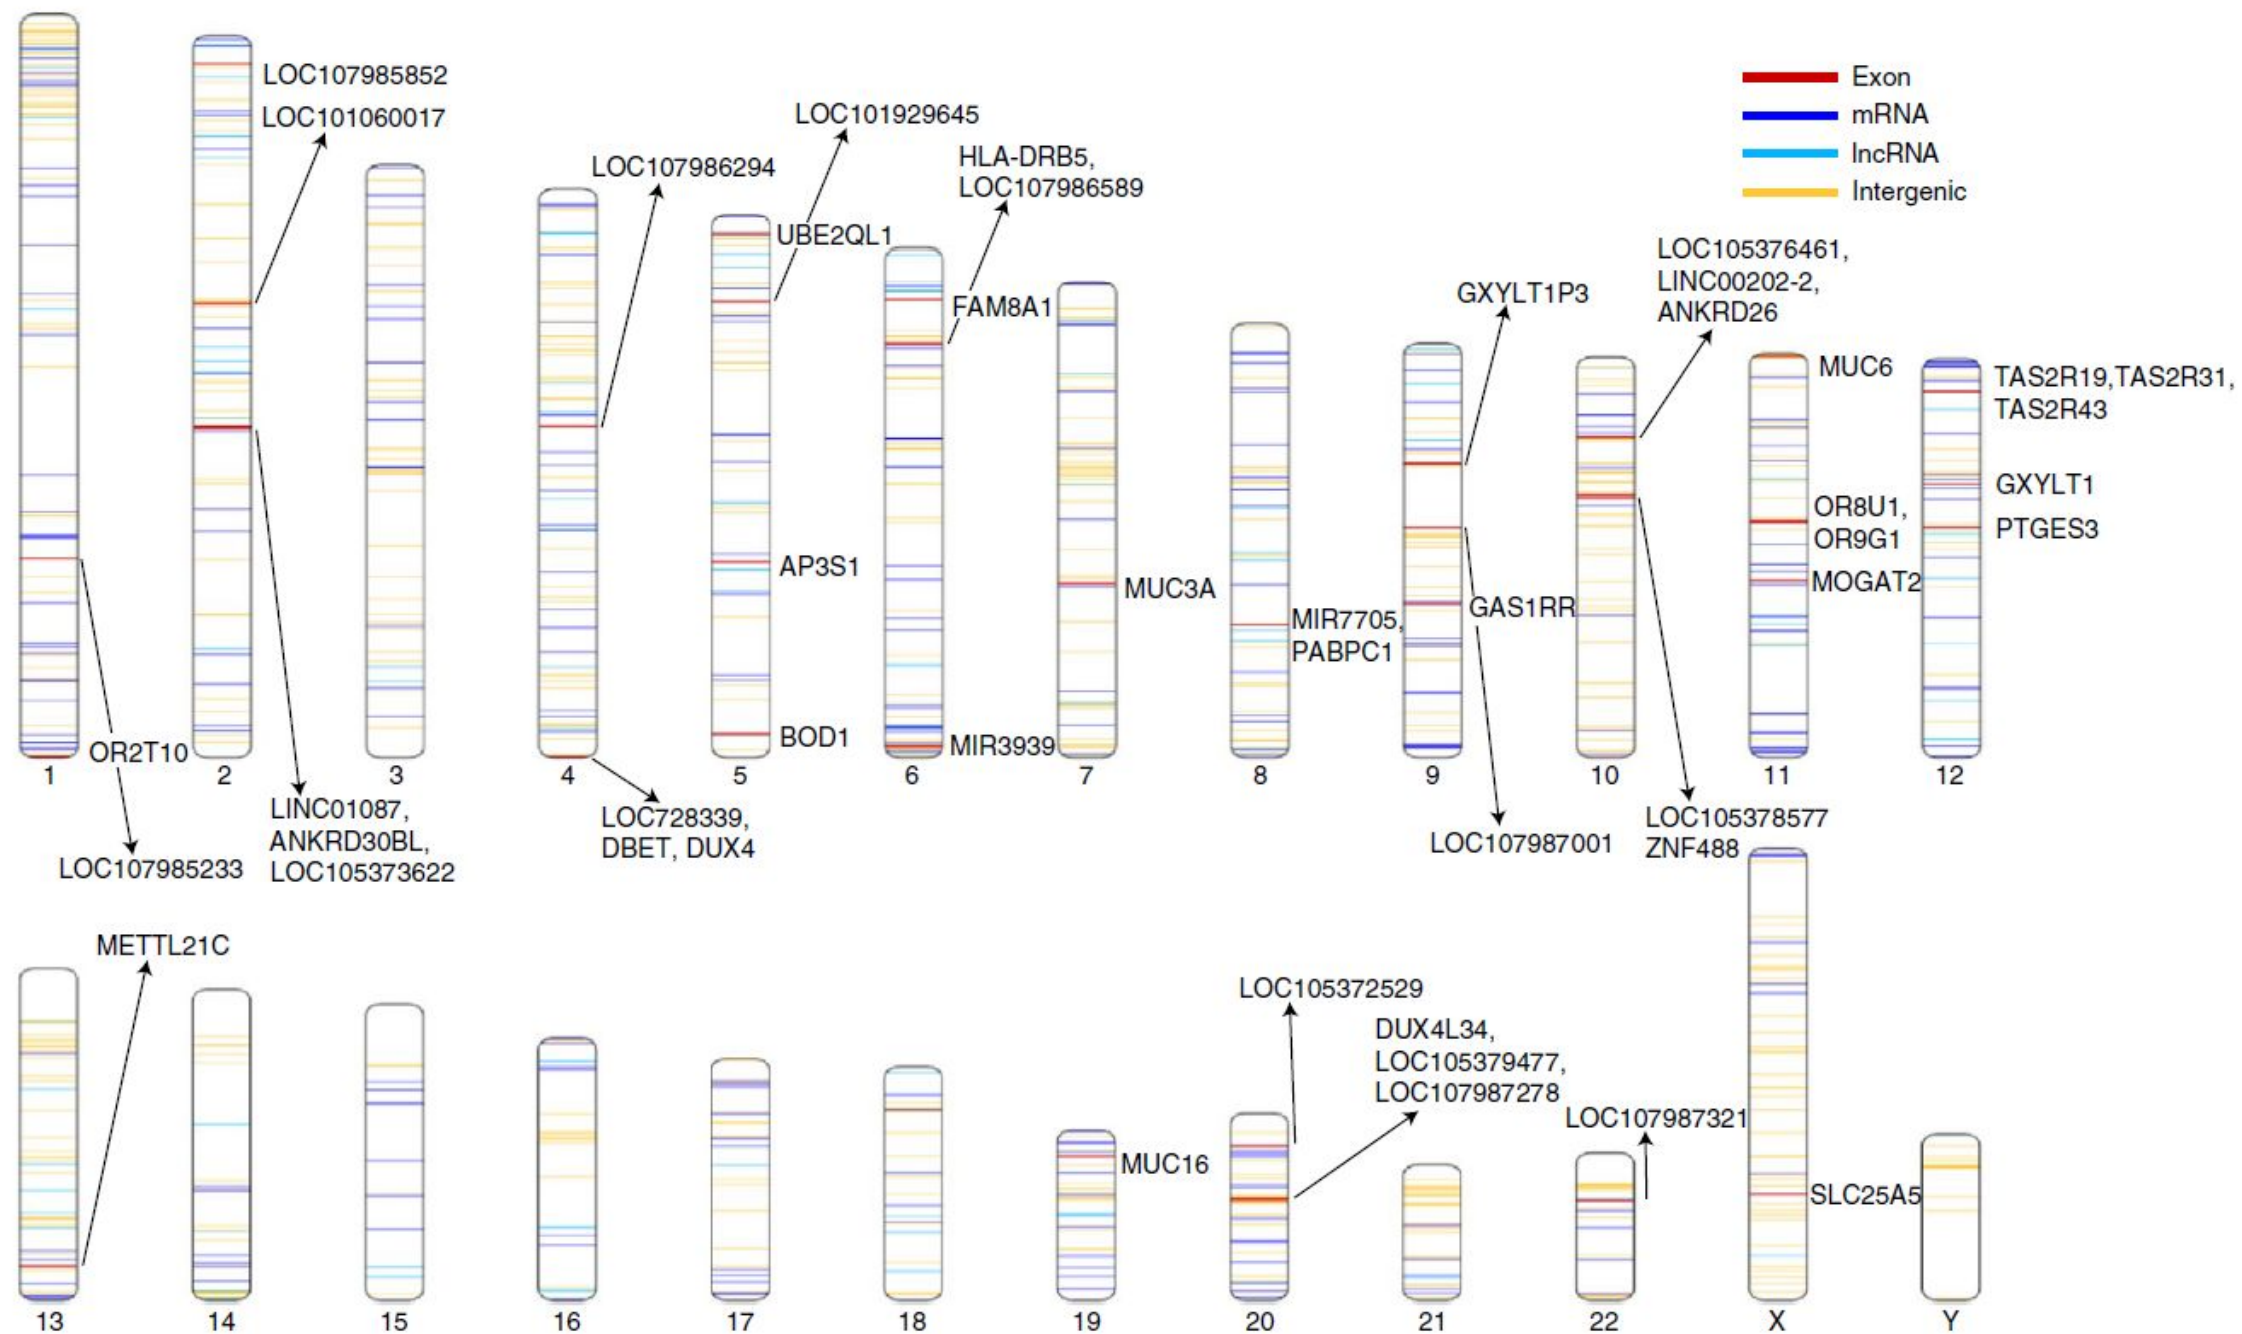 LOC107985852
LOC101060017
LOC107986294
LOC101929645
UBE2QL1
HLA-DRB5,
LOC107986589
FAM8A1
Exon
mRNA
lncRNA
Intergenic
GXYLT1P3
LOC105376461,
LINC00202-2,
ANKRD26
MUC6
TAS2R19,TAS2R31,
TAS2R43
GXYLT1
PTGES3
OR8U1,
OR9G1
MOGAT2
AP3S1
MUC3A
MIR7705,
PABPC1
GAS1RR
BOD1
MIR3939
OR2T10
1 2 3 4 5 6 7 8 9 10 11 12
LOC107985233
LINC01087,
ANKRD30BL,
LOC105373622
LOC728339,
DBET, DUX4
LOC107987001
LOC105378577
ZNF488
METTL21C
LOC105372529
DUX4L34,
LOC105379477,
LOC107987278
LOC107987321
MUC16
SLC25A5
13 14 15 16 17 18 19 20 21 22 X Y